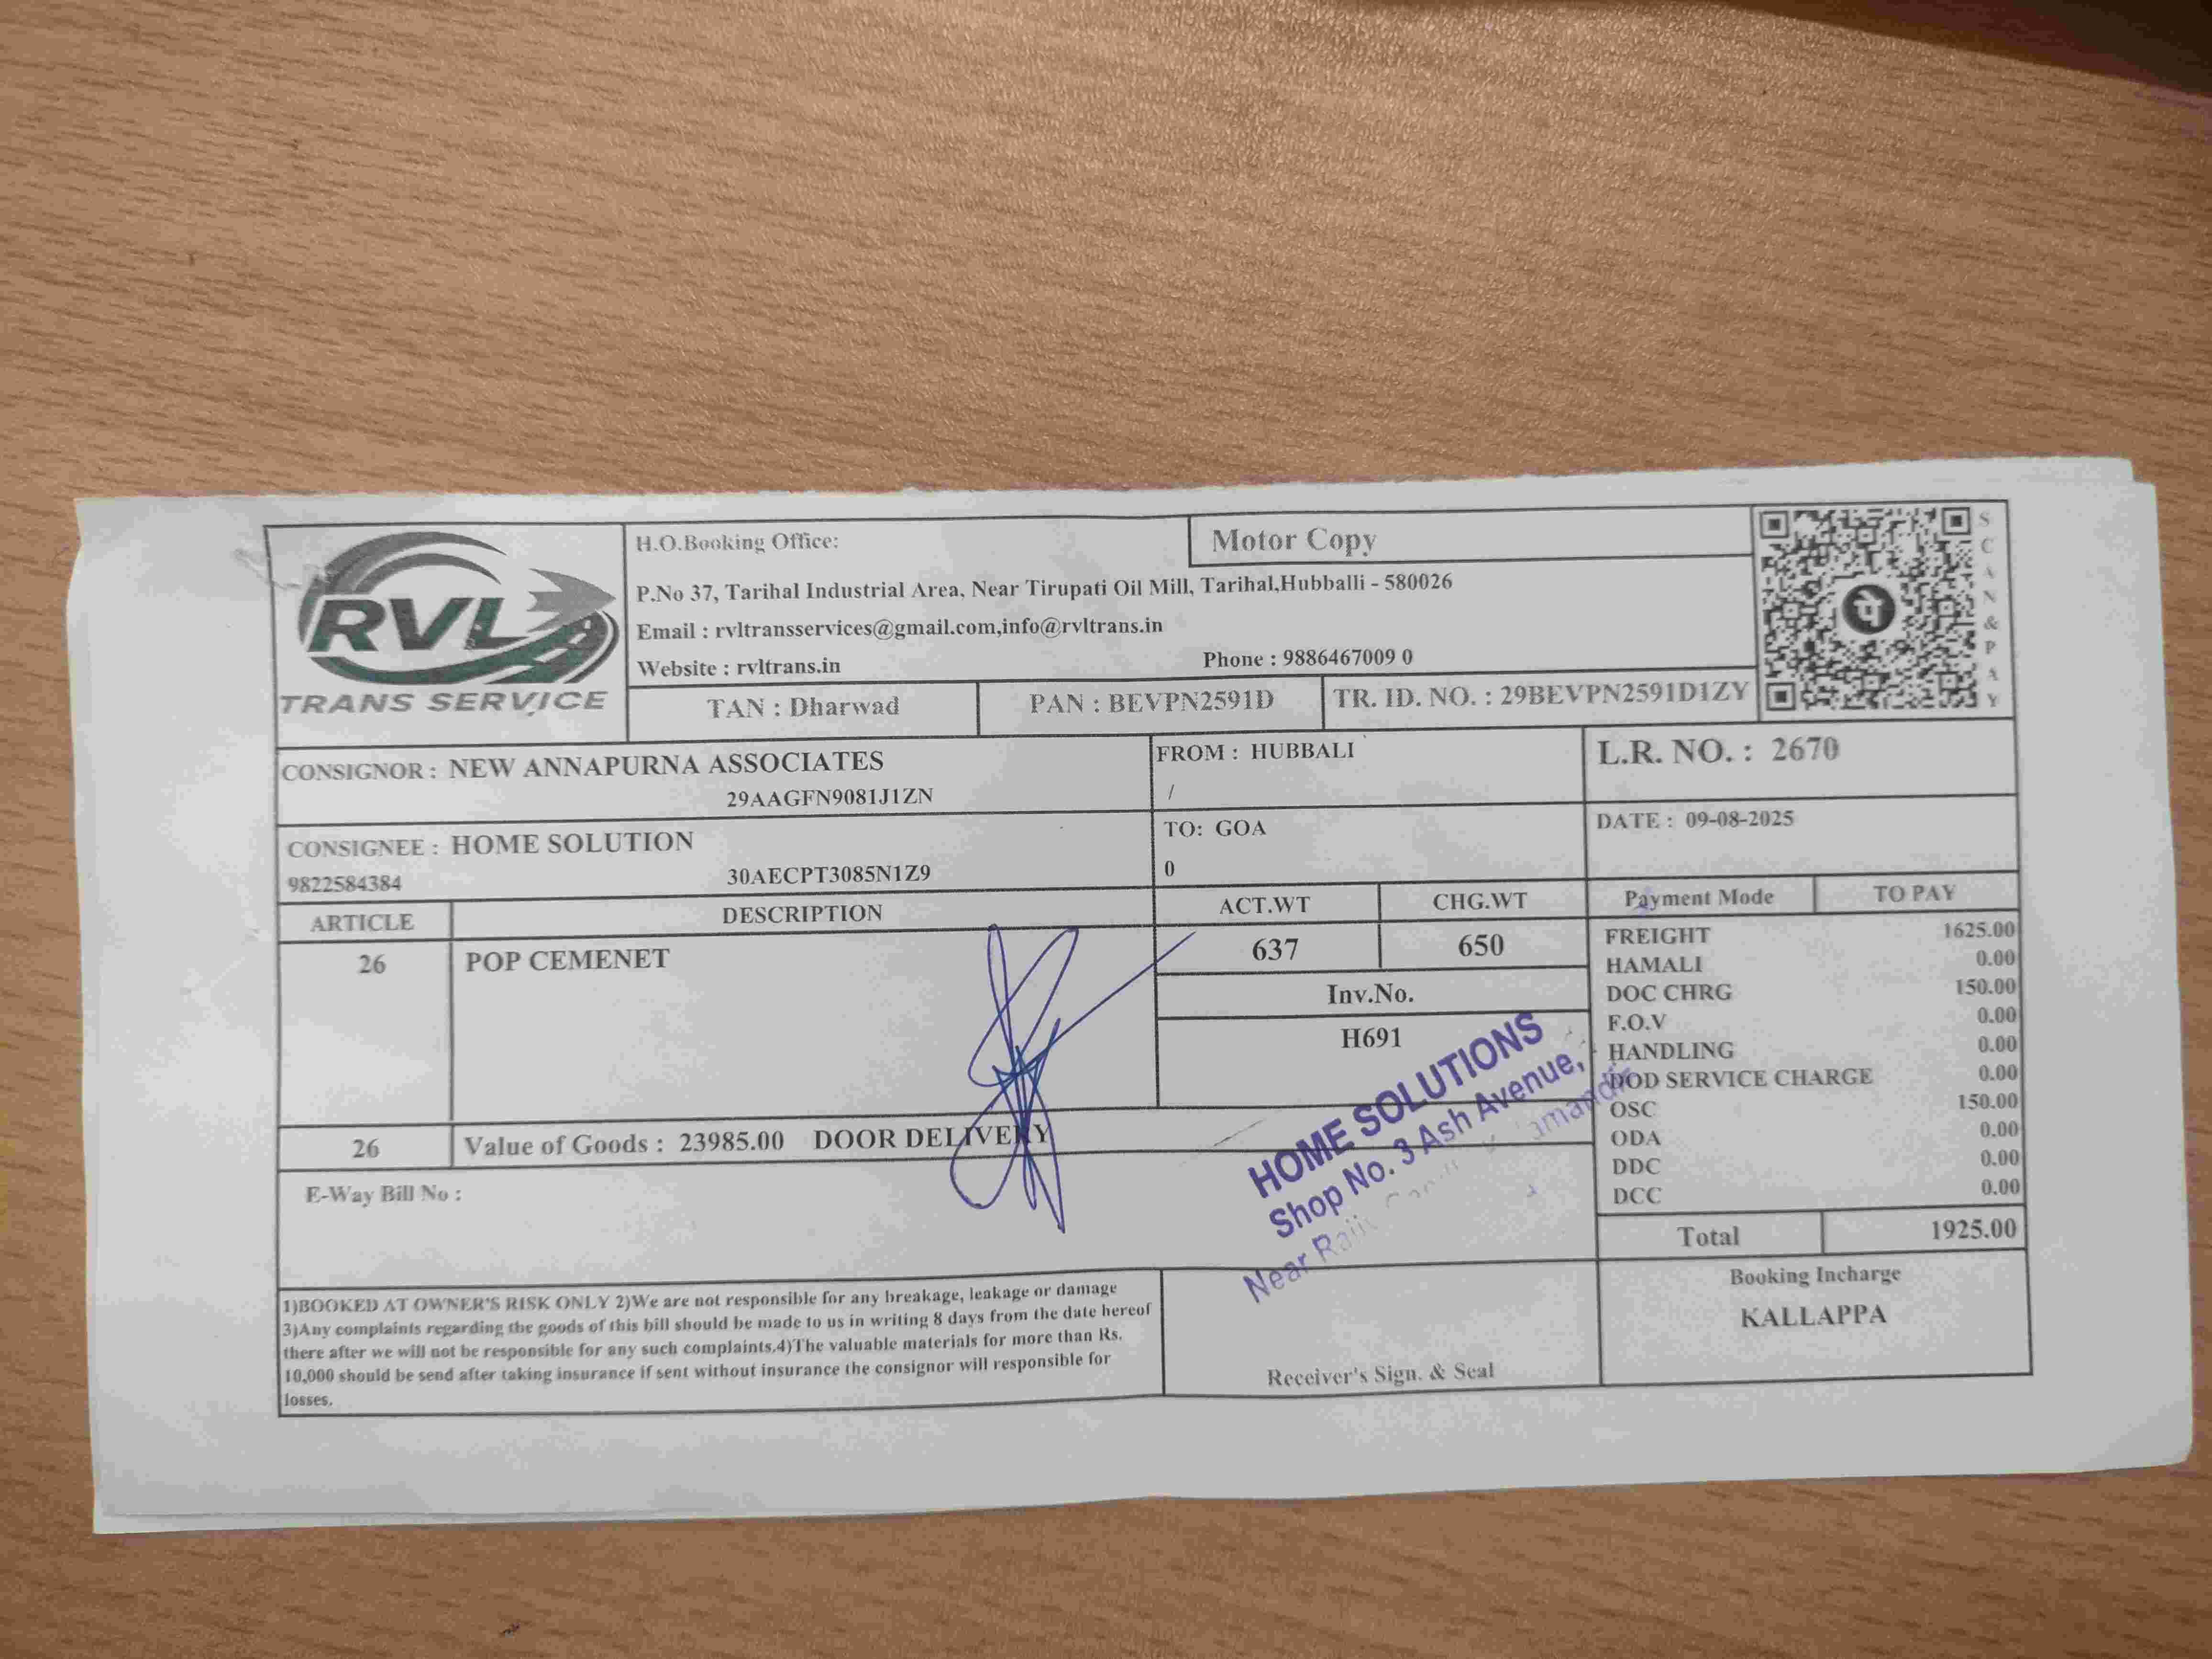 RVL
TRANS SERVICE
H.O.Booking Office:
Motor Copy
P.No 37, Tarihal Industrial Area, Near Tirupati Oil Mill, Tarihal,Hubballi - 580026
Email : rvltransservices@gmail.com,info@rvltrans.in
Website : rvltrans.in Phone : 9886467009 0
TAN : Dharwad PAN : BEVPN2591D TR. ID. NO. : 29BEVPN2591D1ZY
SCAN&PAY
पे
CONSIGNOR : NEW ANNAPURNA ASSOCIATES
29AAGFN9081J1ZN
FROM : HUBBALI
/
L.R. NO. : 2670
CONSIGNEE : HOME SOLUTION
9822584384 30AECPT3085N1Z9
TO: GOA
0
DATE : 09-08-2025
ARTICLE DESCRIPTION ACT.WT CHG.WT Payment Mode TO PAY
26 POP CEMENET 637 650
Inv.No.
H691
FREIGHT 1625.00
HAMALI 0.00
DOC CHRG 150.00
F.O.V 0.00
HANDLING 0.00
DOD SERVICE CHARGE 0.00
OSC 150.00
ODA 0.00
DDC 0.00
DCC 0.00
Total 1925.00
26 Value of Goods : 23985.00 DOOR DELIVERY
E-Way Bill No :
HOME SOLUTIONS
Shop No. 3 Ash Avenue,
Near
1)BOOKED AT OWNER'S RISK ONLY 2)We are not responsible for any breakage, leakage or damage
3)Any complaints regarding the goods of this bill should be made to us in writing 8 days from the date hereof
there after we will not be responsible for any such complaints.4)The valuable materials for more than Rs.
10,000 should be send after taking insurance if sent without insurance the consignor will responsible for
losses.
Receiver's Sign. & Seal
Booking Incharge
KALLAPPA